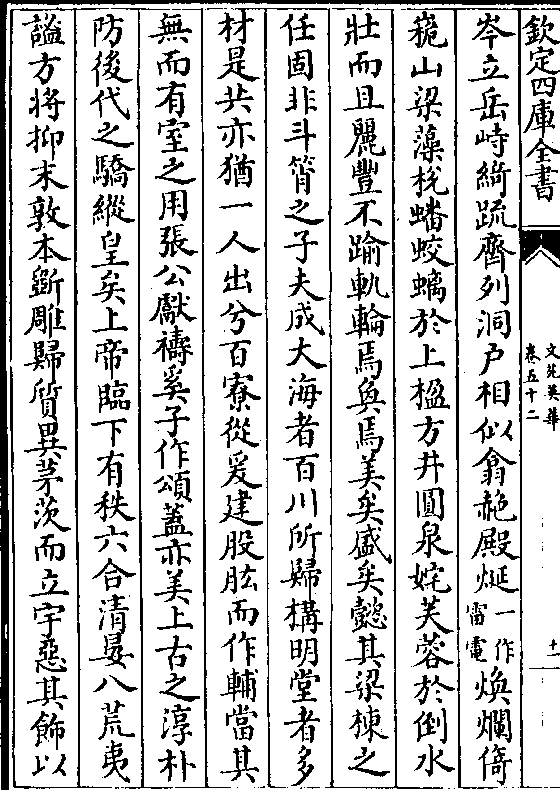 欽定四庫全書
文苑英華
卷五十二
十一
岑立岳峙綺䟽齊列洞户相似翕赩殿烻一作雷電煥爛倚
㠔山梁藻梲蟠蛟螭於上楹方井圓泉姹芙蓉於倒水
壯而且麗豐不踰軌輪焉奐焉美矣盛矣懿其梁棟之
任固非斗筲之子夫成大海者百川所歸構明堂者多
材是共亦猶一人出兮百寮從爰建股肱而作輔當其
無而有室之用張公獻禱奚子作頌蓋亦美上古之淳朴
防後代之驕縱皇矣上帝臨下有秩六合清晏八荒夷
謐方將抑末敦本斵雕歸質異茅茨而立宇惡其飾以